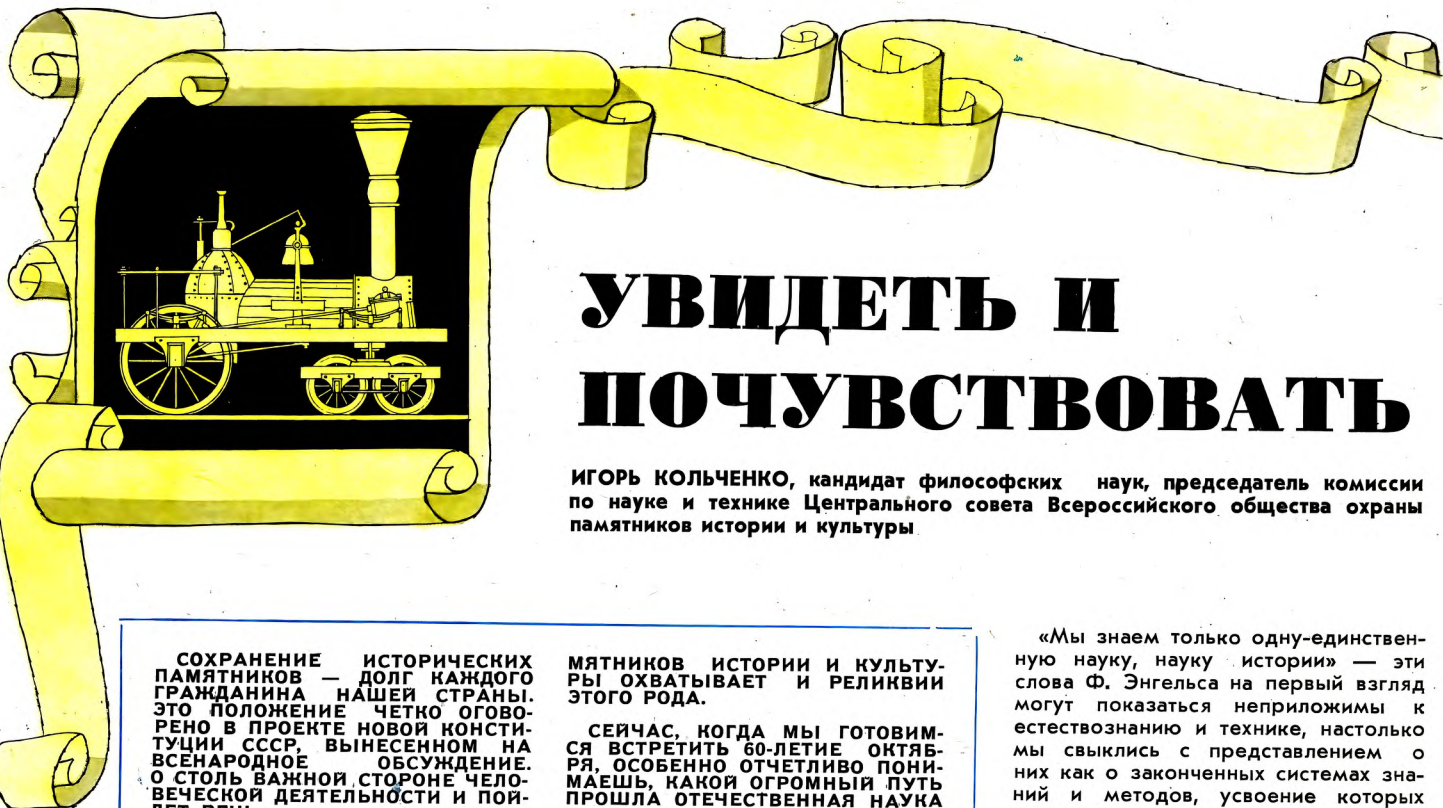 УВИДЕТЬ И
ПОЧУВСТВОВАТЬ
ИГОРЬ КОЛЬЧЕНКО, кандидат философских наук, председатель комиссии
по науке и технике Центрального совета Всероссийского общества охраны
памятников истории и культуры
СОХРАНЕНИЕ ИСТОРИЧЕСКИХ
ПАМЯТНИКОВ — ДОЛГ КАЖДОГО
ГРАЖДАНИНА НАШЕЙ СТРАНЫ.
ЭТО ПОЛОЖЕНИЕ ЧЕТКО ОГОВО-
РЕНО В ПРОЕКТЕ НОВОЙ КОНСТИ-
ТУЦИИ СССР, ВЫНЕСЕННОМ НА
ВСЕНАРОДНОЕ ОБСУЖДЕНИЕ.
О СТОЛЬ ВАЖНОЙ СТОРОНЕ ЧЕЛО-
ВЕЧЕСКОЙ ДЕЯТЕЛЬНОСТИ И ПОЙ-
МЯТНИКОВ ИСТОРИИ И КУЛЬТУ-
РЫ ОХВАТЫВАЕТ И РЕЛИКВИИ
ЭТОГО РОДА.
СЕЙЧАС, КОГДА МЫ ГОТОВИМ-
СЯ ВСТРЕТИТЬ 60-ЛЕТИЕ ОКТЯБ-
РЯ, ОСОБЕННО ОТЧЕТЛИВО ПОНИ-
МАЕШЬ, КАКОЙ ОГРОМНЫЙ ПУТЬ
ПРОШЛА ОТЕЧЕСТВЕННАЯ НАУКА
«Мы знаем только одну-единствен-
ную науку, науку истории» — эти
слова Ф. Энгельса на первый взгляд
могут показаться неприложимы к
естествознанию и технике, настолько
мы свыклись с представлением о
них как о законченных системах зна-
ний и методов, усвоение которых